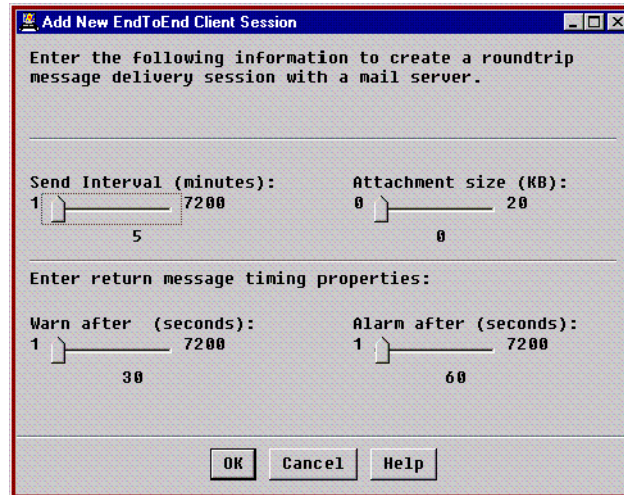 Add New EndToEnd Client Session
Enter the following information to create a roundtrip
message delivery session with a mail server.
Send Interval (minutes): Attachment size (KB):
1 7200 0 20
5 0
Enter return message timing properties:
Warn after (seconds): Alarm after (seconds):
1 7200 1 7200
30 60
OK Cancel Help